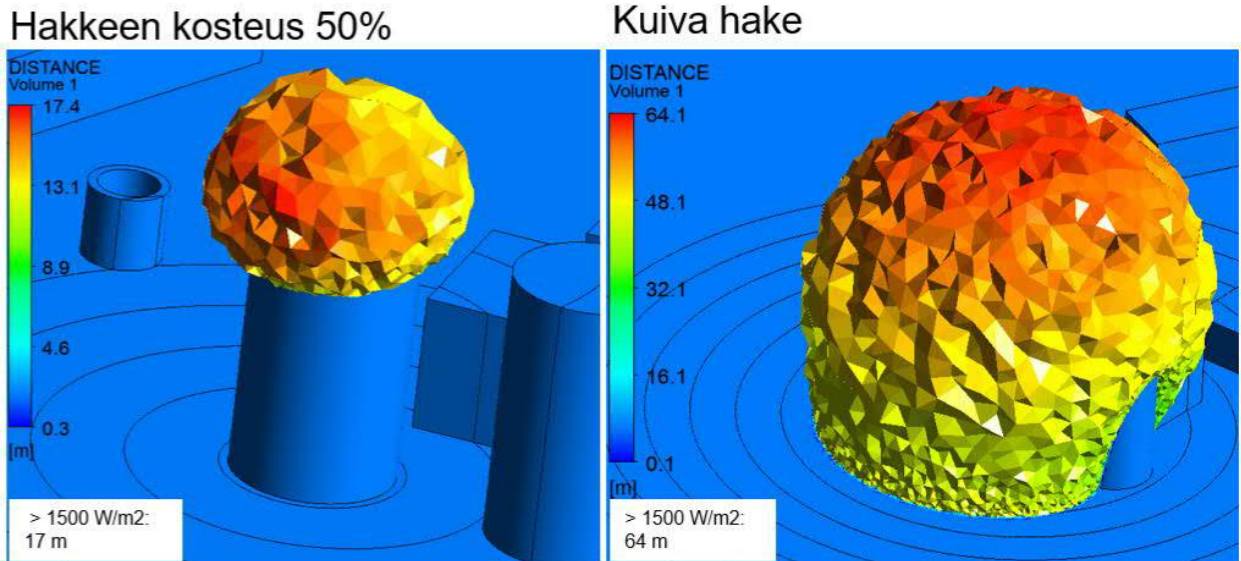 Hakkeen kosteus 50%
DISTANCE
Volume 1
17.4
13.1
8.9
4.6
0.3
[m]
> 1500 W/m2:
17 m
Kuiva hake
DISTANCE
Volume 1
64.1
48.1
32.1
16.1
0.1
[m]
> 1500 W/m2:
64 m